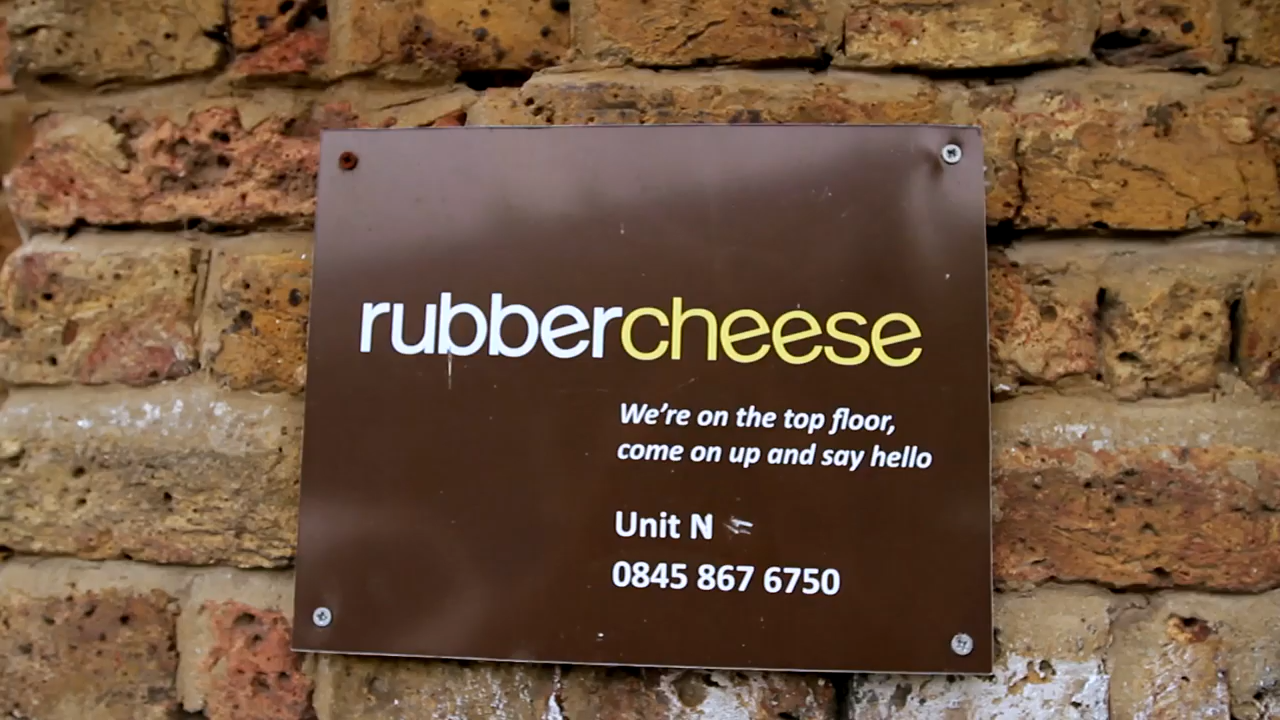 rubbercheese
We're on the top floor,
come on up and say hello
Unit N
0845 867 6750